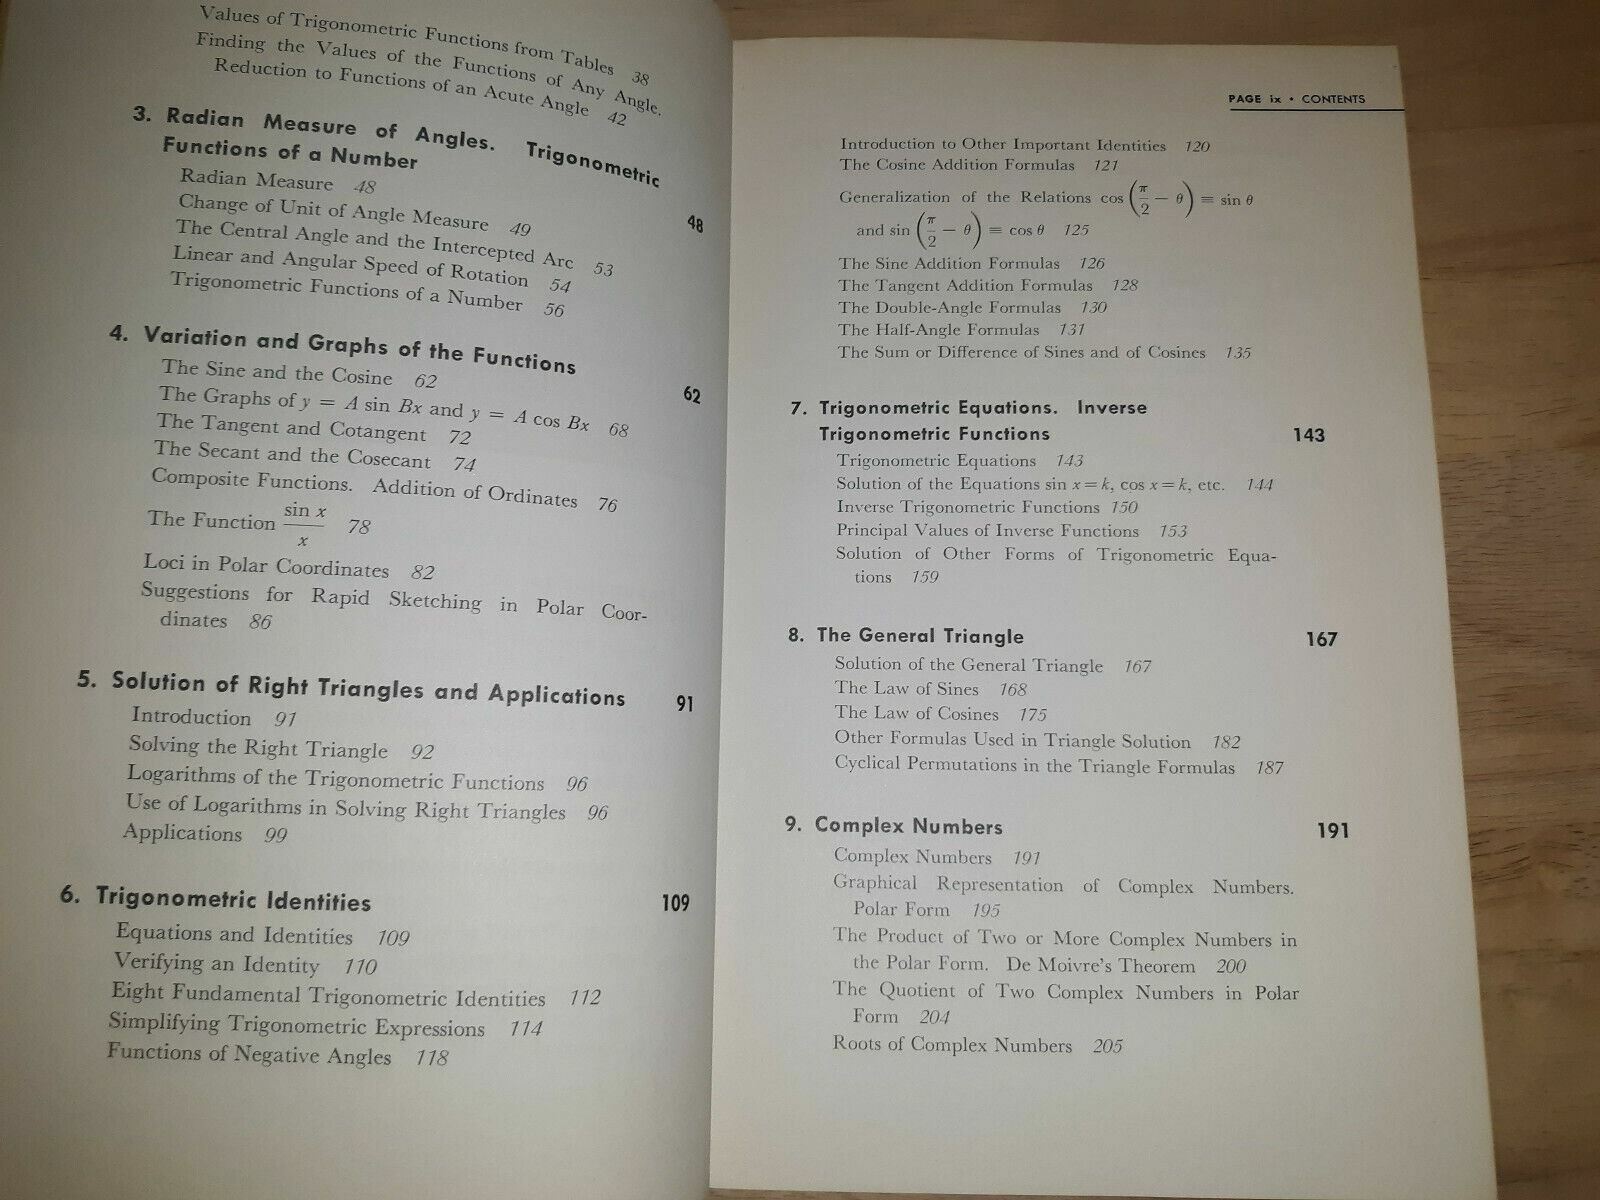 Values of Trigonometric Functions from Tables 38
Finding the Values of the Functions of Any Angle.
Reduction to Functions of an Acute Angle 42
3. Radian Measure of Angles. Trigonometric
Functions of a Number 48
Radian Measure 48
Change of Unit of Angle Measure 49
The Central Angle and the Intercepted Arc 53
Linear and Angular Speed of Rotation 54
Trigonometric Functions of a Number 56
4. Variation and Graphs of the Functions 62
The Sine and the Cosine 62
The Graphs of y = A sin Bx and y = A cos Bx 68
The Tangent and Cotangent 72
The Secant and the Cosecant 74
Composite Functions. Addition of Ordinates 76
The Function sin x / x 78
Loci in Polar Coordinates 82
Suggestions for Rapid Sketching in Polar Coor-
dinates 86
5. Solution of Right Triangles and Applications 91
Introduction 91
Solving the Right Triangle 92
Logarithms of the Trigonometric Functions 96
Use of Logarithms in Solving Right Triangles 96
Applications 99
6. Trigonometric Identities 109
Equations and Identities 109
Verifying an Identity 110
Eight Fundamental Trigonometric Identities 112
Simplifying Trigonometric Expressions 114
Functions of Negative Angles 118
PAGE ix • CONTENTS
Introduction to Other Important Identities 120
The Cosine Addition Formulas 121
Generalization of the Relations cos (π/2 − θ) ≡ sin θ
and sin (π/2 − θ) ≡ cos θ 125
The Sine Addition Formulas 126
The Tangent Addition Formulas 128
The Double-Angle Formulas 130
The Half-Angle Formulas 131
The Sum or Difference of Sines and of Cosines 135
7. Trigonometric Equations. Inverse
Trigonometric Functions 143
Trigonometric Equations 143
Solution of the Equations sin x = k, cos x = k, etc. 144
Inverse Trigonometric Functions 150
Principal Values of Inverse Functions 153
Solution of Other Forms of Trigonometric Equa-
tions 159
8. The General Triangle 167
Solution of the General Triangle 167
The Law of Sines 168
The Law of Cosines 175
Other Formulas Used in Triangle Solution 182
Cyclical Permutations in the Triangle Formulas 187
9. Complex Numbers 191
Complex Numbers 191
Graphical Representation of Complex Numbers.
Polar Form 195
The Product of Two or More Complex Numbers in
the Polar Form. De Moivre's Theorem 200
The Quotient of Two Complex Numbers in Polar
Form 204
Roots of Complex Numbers 205